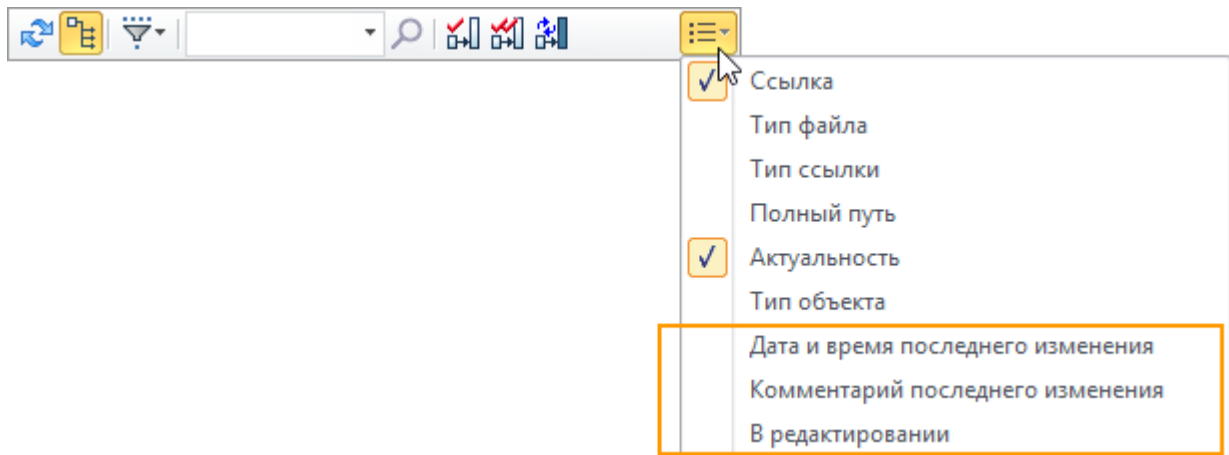 Ссылка
Тип файла
Тип ссылки
Полный путь
Актуальность
Тип объекта
Дата и время последнего изменения
Комментарий последнего изменения
В редактировании